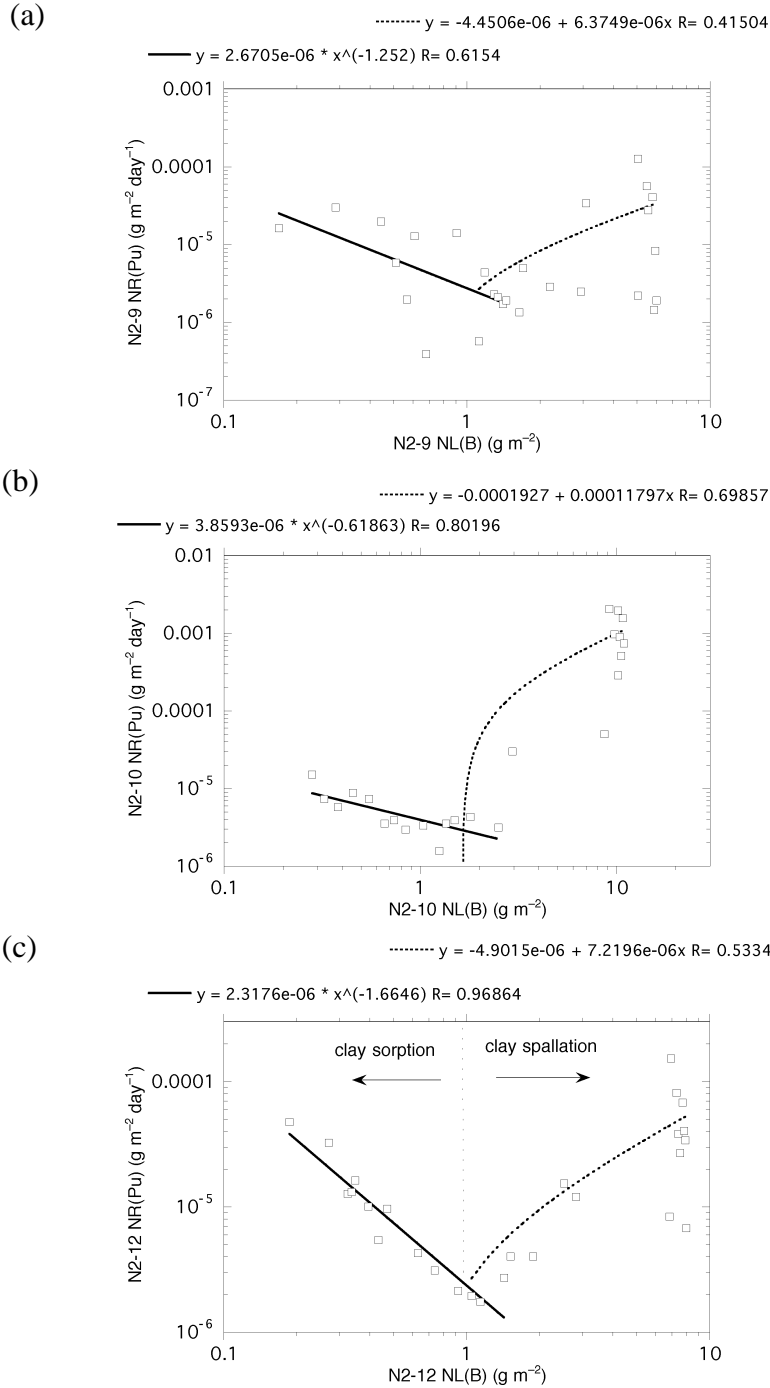 (a)
y = -4.4506e-06 + 6.3749e-06x R= 0.41504
y = 2.6705e-06 * x^(-1.252) R= 0.6154
0.001
0.0001
10⁻⁵
10⁻⁶
10⁻⁷
N2-9 NR(Pu) (g m⁻² day⁻¹)
0.1 1 10
N2-9 NL(B) (g m⁻²)
(b)
y = -0.0001927 + 0.00011797x R= 0.69857
y = 3.8593e-06 * x^(-0.61863) R= 0.80196
0.01
0.001
0.0001
10⁻⁵
10⁻⁶
N2-10 NR(Pu) (g m⁻² day⁻¹)
0.1 1 10
N2-10 NL(B) (g m⁻²)
(c)
y = -4.9015e-06 + 7.2196e-06x R= 0.5334
y = 2.3176e-06 * x^(-1.6646) R= 0.96864
clay sorption clay spallation
0.0001
10⁻⁵
10⁻⁶
N2-12 NR(Pu) (g m⁻² day⁻¹)
0.1 1 10
N2-12 NL(B) (g m⁻²)